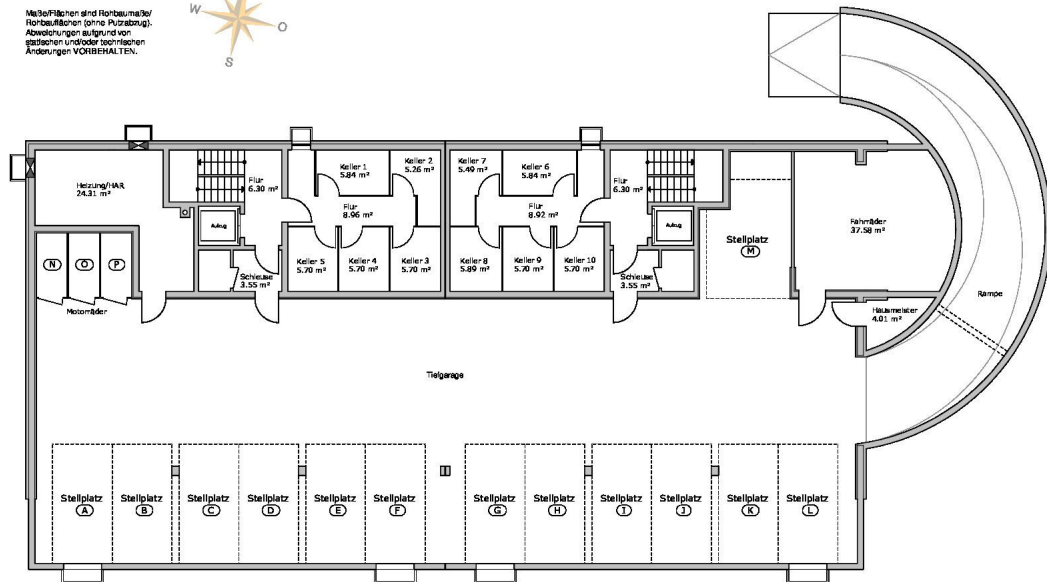 Maße/Flächen sind Rohbaumaße/
Rohbauflächen (ohne Putzabzug).
Abweichungen aufgrund von
statischen und/oder technischen
Änderungen VORBEHALTEN.
W
O
S
Heizung/HAR
24.31 m²
Flur
6.30 m²
Keller 1
5.84 m²
Keller 2
5.26 m²
Keller 7
5.49 m²
Keller 6
5.84 m²
Flur
6.30 m²
Flur
8.96 m²
Flur
8.92 m²
Aufzug
Aufzug
Fahrräder
37.58 m²
Stellplatz
M
N
O
P
Motorräder
Schleuse
3.55 m²
Keller 5
5.70 m²
Keller 4
5.70 m²
Keller 3
5.70 m²
Keller 8
5.89 m²
Keller 9
5.70 m²
Keller 10
5.70 m²
Schleuse
3.55 m²
Rampe
Hausmeister
4.01 m²
Tiefgarage
Stellplatz
A
Stellplatz
B
Stellplatz
C
Stellplatz
D
Stellplatz
E
Stellplatz
F
Stellplatz
G
Stellplatz
H
Stellplatz
I
Stellplatz
J
Stellplatz
K
Stellplatz
L